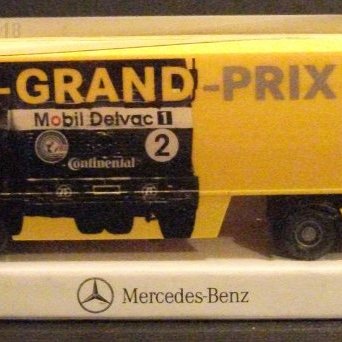 -GRAND-PRIX
Mobil Delvac 1
2
Continental
Mercedes-Benz